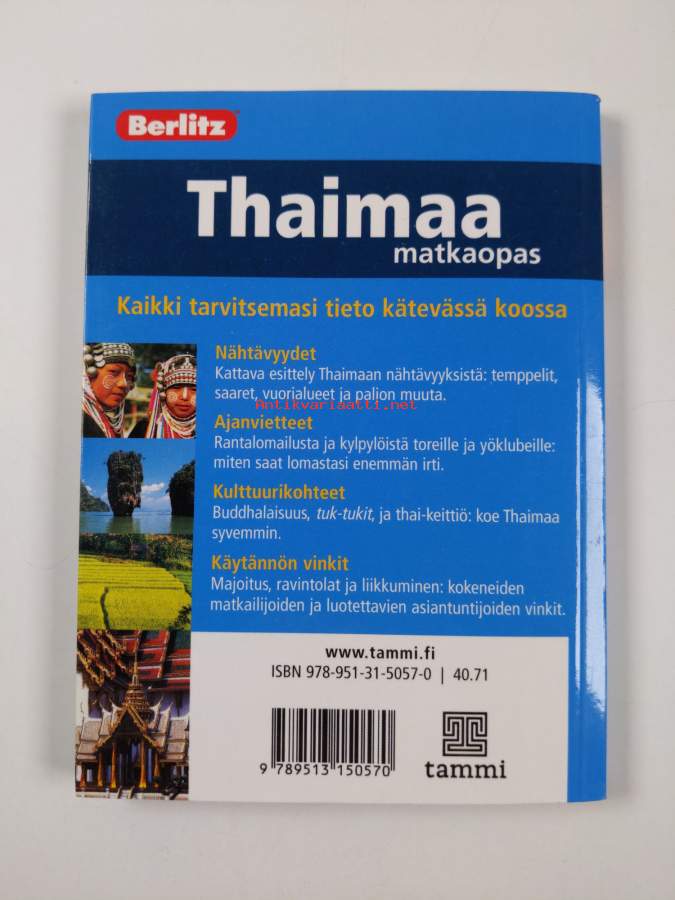 Berlitz
Thaimaa
matkaopas
Kaikki tarvitsemasi tieto kätevässä koossa
Nähtävyydet
Kattava esittely Thaimaan nähtävyyksistä: temppelit,
saaret, vuorialueet ja paljon muuta.
Antikvariaatti.net
Ajanvietteet
Rantalomailusta ja kylpylöistä toreille ja yöklubeille:
miten saat lomastasi enemmän irti.
Kulttuurikohteet
Buddhalaisuus, tuk-tukit, ja thai-keittiö: koe Thaimaa
syvemmin.
Käytännön vinkit
Majoitus, ravintolat ja liikkuminen: kokeneiden
matkailijoiden ja luotettavien asiantuntijoiden vinkit.
www.tammi.fi
ISBN 978-951-31-5057-0 | 40.71
9 789513 150570
tammi